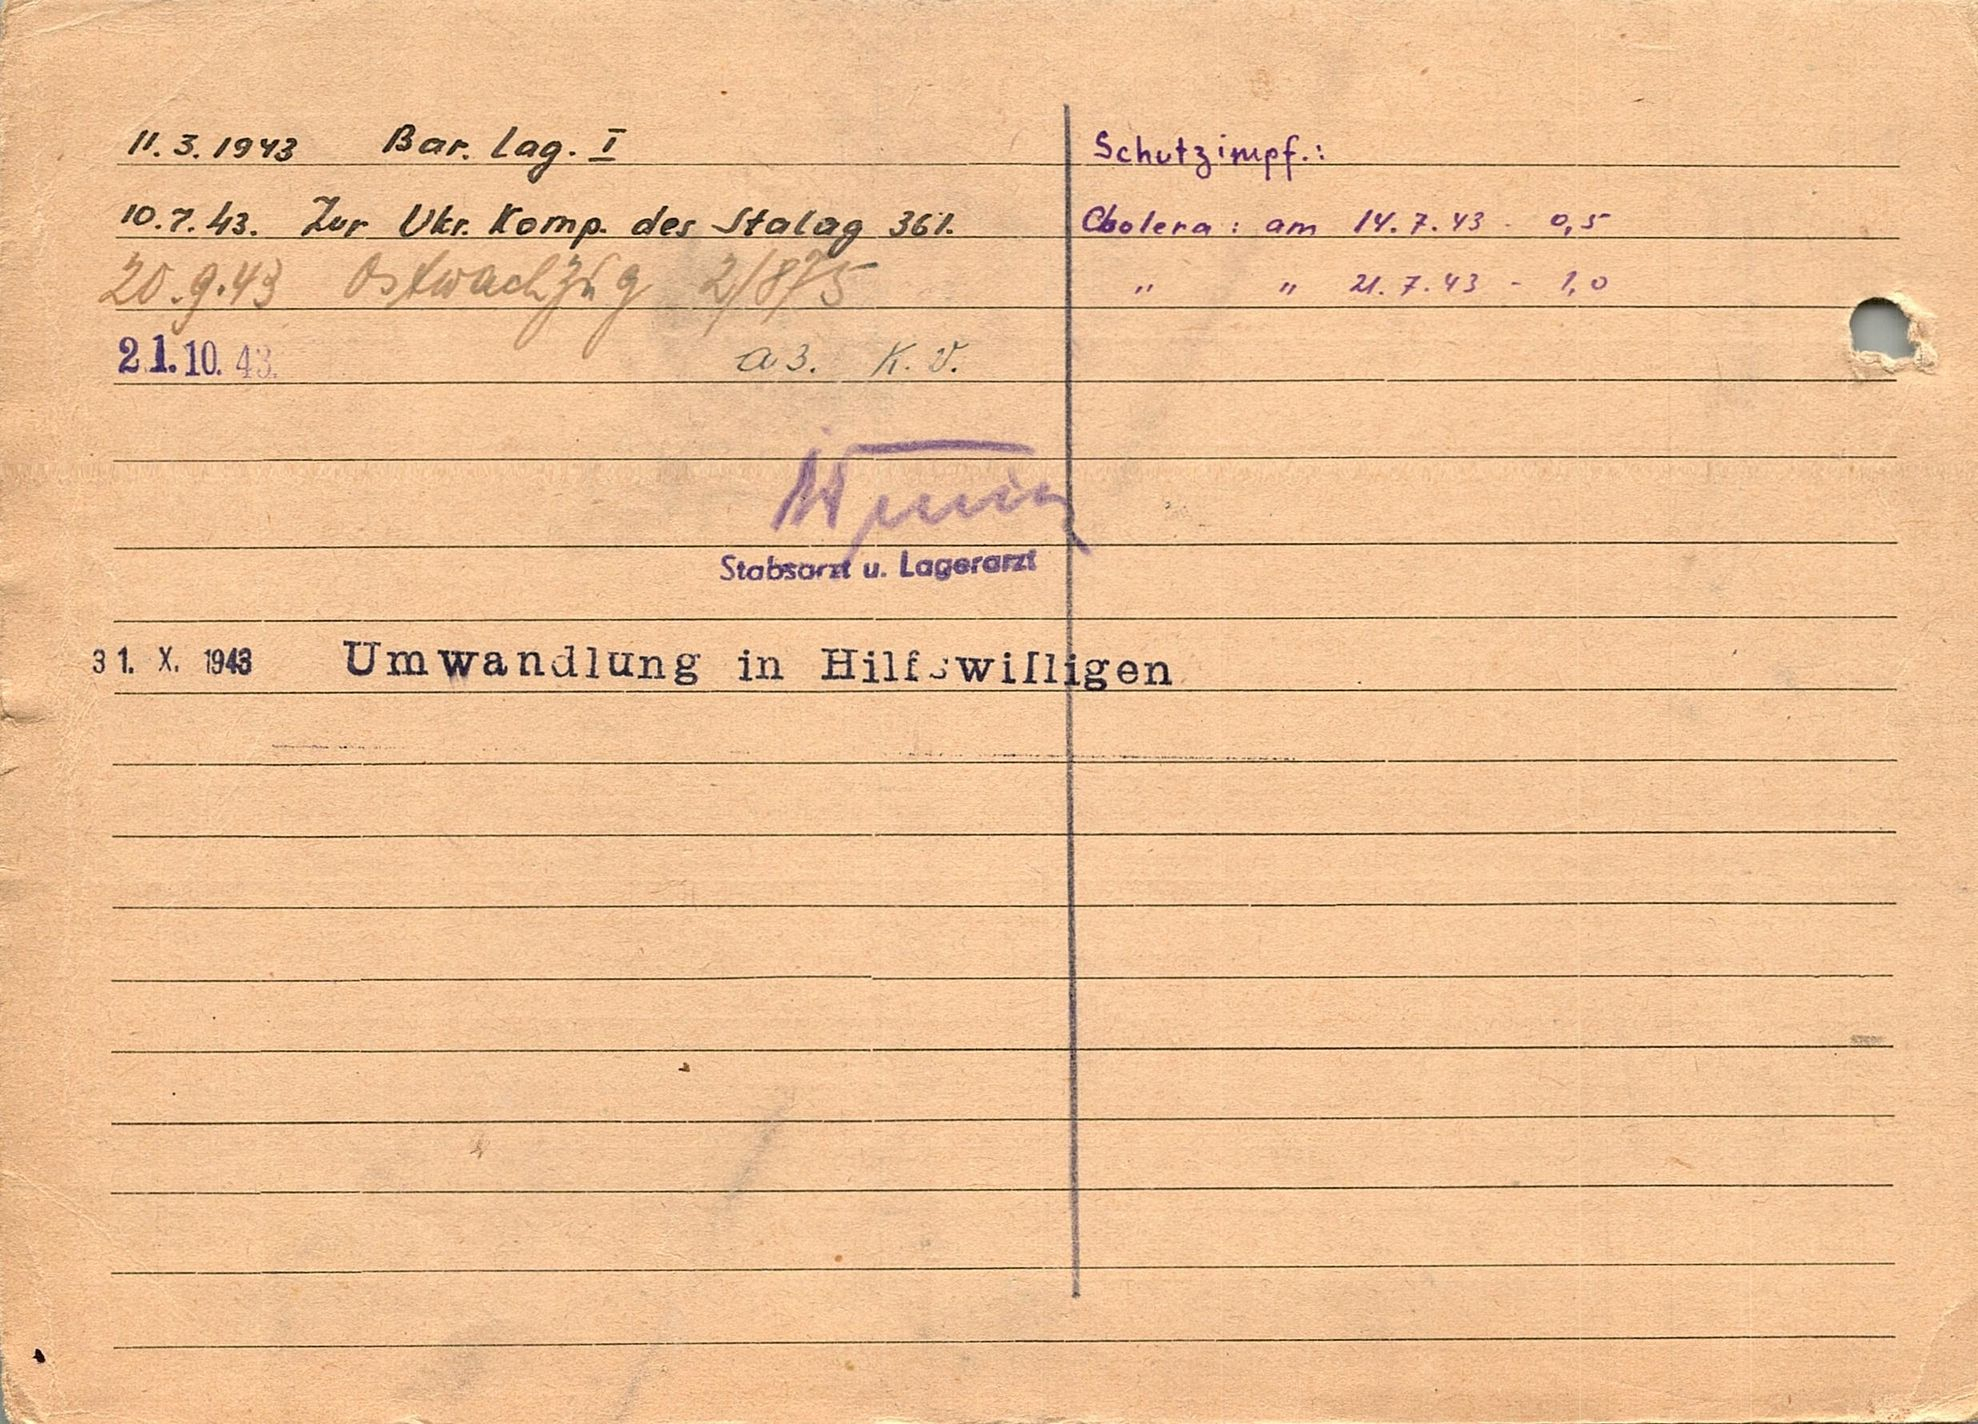 11.3.1943 Bar. Lag. I
10.7.43. Zur Ukr. Komp. des Stalag 361.
20.9.43 Ostwachzug 2/875
21.10.43.
a 3. K.V.
Stabsarzt u. Lagerarzt
31. X. 1943 Umwandlung in Hilfswilligen
Schutzimpf.:
Cholera: am 14.7.43 - 0,5
" " 21.7.43 - 1,0